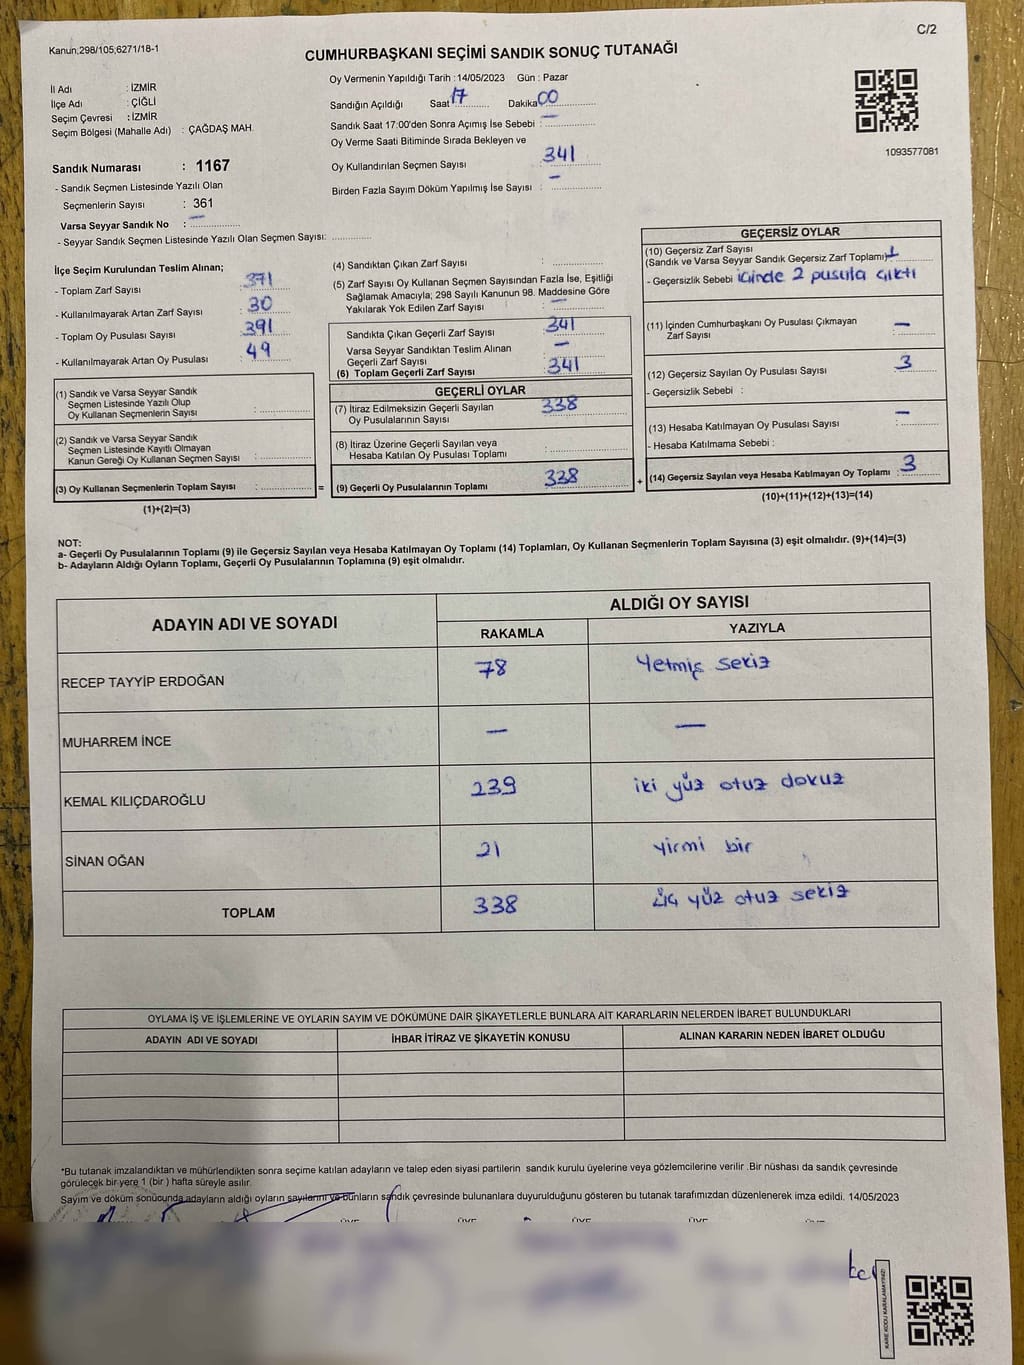 Kanun;298/105;6271/18-1
C/2
CUMHURBAŞKANI SEÇİMİ SANDIK SONUÇ TUTANAĞI
İl Adı : İZMİR
İlçe Adı : ÇİĞLİ
Seçim Çevresi : İZMİR
Seçim Bölgesi (Mahalle Adı) : ÇAĞDAŞ MAH.
Oy Vermenin Yapıldığı Tarih : 14/05/2023 Gün : Pazar
Sandığın Açıldığı Saat 17 Dakika 00
Sandık Saat 17:00'den Sonra Açımış İse Sebebi : —
Oy Verme Saati Bitiminde Sırada Bekleyen ve
Oy Kullandırılan Seçmen Sayısı 341
Birden Fazla Sayım Döküm Yapılmış İse Sayısı : —
1093577081
Sandık Numarası : 1167
- Sandık Seçmen Listesinde Yazılı Olan
Seçmenlerin Sayısı : 361
Varsa Seyyar Sandık No : —
- Seyyar Sandık Seçmen Listesinde Yazılı Olan Seçmen Sayısı:
İlçe Seçim Kurulundan Teslim Alınan;
- Toplam Zarf Sayısı : 371
- Kullanılmayarak Artan Zarf Sayısı : 30
- Toplam Oy Pusulası Sayısı : 391
- Kullanılmayarak Artan Oy Pusulası : 49
(1) Sandık ve Varsa Seyyar Sandık
Seçmen Listesinde Yazılı Olup
Oy Kullanan Seçmenlerin Sayısı :
(2) Sandık ve Varsa Seyyar Sandık
Seçmen Listesinde Kayıtlı Olmayan
Kanun Gereği Oy Kullanan Seçmen Sayısı :
(3) Oy Kullanan Seçmenlerin Toplam Sayısı : =
(1)+(2)=(3)
(4) Sandıktan Çıkan Zarf Sayısı :
(5) Zarf Sayısı Oy Kullanan Seçmen Sayısından Fazla İse, Eşitliği
Sağlamak Amacıyla; 298 Sayılı Kanunun 98. Maddesine Göre
Yakılarak Yok Edilen Zarf Sayısı : —
Sandıkta Çıkan Geçerli Zarf Sayısı : 341
Varsa Seyyar Sandıktan Teslim Alınan
Geçerli Zarf Sayısı : —
(6) Toplam Geçerli Zarf Sayısı : 341
GEÇERLİ OYLAR
(7) İtiraz Edilmeksizin Geçerli Sayılan
Oy Pusulalarının Sayısı : 338
(8) İtiraz Üzerine Geçerli Sayılan veya
Hesaba Katılan Oy Pusulası Toplamı :
(9) Geçerli Oy Pusulalarının Toplamı : 338 +
GEÇERSİZ OYLAR
(10) Geçersiz Zarf Sayısı
(Sandık ve Varsa Seyyar Sandık Geçersiz Zarf Toplamı) 1
- Geçersizlik Sebebi içinde 2 pusula çıktı
(11) İçinden Cumhurbaşkanı Oy Pusulası Çıkmayan
Zarf Sayısı : —
(12) Geçersiz Sayılan Oy Pusulası Sayısı : 3
- Geçersizlik Sebebi :
(13) Hesaba Katılmayan Oy Pusulası Sayısı : —
- Hesaba Katılmama Sebebi :
(14) Geçersiz Sayılan veya Hesaba Katılmayan Oy Toplamı : 3
(10)+(11)+(12)+(13)=(14)
NOT:
a- Geçerli Oy Pusulalarının Toplamı (9) ile Geçersiz Sayılan veya Hesaba Katılmayan Oy Toplamı (14) Toplamları, Oy Kullanan Seçmenlerin Toplam Sayısına (3) eşit olmalıdır. (9)+(14)=(3)
b- Adayların Aldığı Oyların Toplamı, Geçerli Oy Pusulalarının Toplamına (9) eşit olmalıdır.
ADAYIN ADI VE SOYADI
ALDIĞI OY SAYISI
RAKAMLA YAZIYLA
RECEP TAYYİP ERDOĞAN 78 Yetmiş sekiz
MUHARREM İNCE — —
KEMAL KILIÇDAROĞLU 239 iki yüz otuz dokuz
SİNAN OĞAN 21 yirmi bir
TOPLAM 338 üç yüz otuz sekiz
OYLAMA İŞ VE İŞLEMLERİNE VE OYLARIN SAYIM VE DÖKÜMÜNE DAİR ŞİKAYETLERLE BUNLARA AİT KARARLARIN NELERDEN İBARET BULUNDUKLARI
ADAYIN ADI VE SOYADI İHBAR İTİRAZ VE ŞİKAYETİN KONUSU ALINAN KARARIN NEDEN İBARET OLDUĞU
*Bu tutanak imzalandıktan ve mühürlendikten sonra seçime katılan adayların ve talep eden siyasi partilerin sandık kurulu üyelerine veya gözlemcilerine verilir .Bir nüshası da sandık çevresinde
görülecek bir yere 1 (bir ) hafta süreyle asılır.
Sayım ve döküm sonucunda adayların aldığı oyların sayılarını ve bunların sandık çevresinde bulunanlara duyurulduğunu gösteren bu tutanak tarafımızdan düzenlenerek imza edildi. 14/05/2023
ÜYE ÜYE ÜYE ÜYE ÜYE
KARE KODU KARALAMAYINIZ!